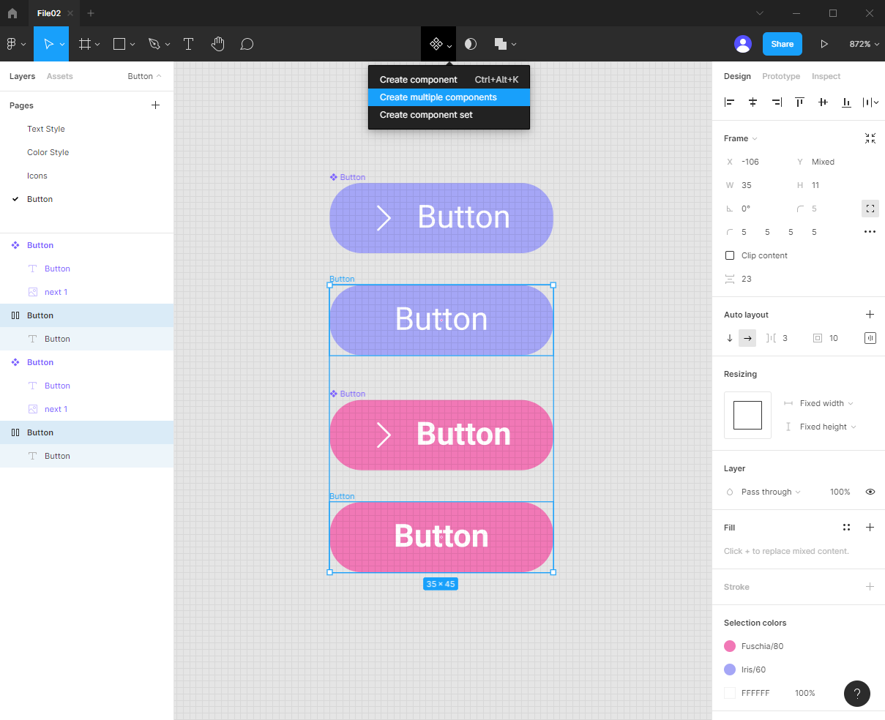 File02
Share
872%
Layers
Assets
Button
Create component
Ctrl+Alt+K
Create multiple components
Create component set
Design
Prototype
Inspect
Pages
Text Style
Color Style
Icons
Button
Button
Button
next 1
Button
Button
Button
Button
next 1
Button
Button
Button
Button
Button
Button
Button
Button
Button
Button
35 × 45
Frame
X -106
Y Mixed
W 35
H 11
0°
5
5 5 5 5
Clip content
23
Auto layout
3
10
Resizing
Fixed width
Fixed height
Layer
Pass through
100%
Fill
Click + to replace mixed content.
Stroke
Selection colors
Fuschia/80
Iris/60
FFFFFF
100%
?